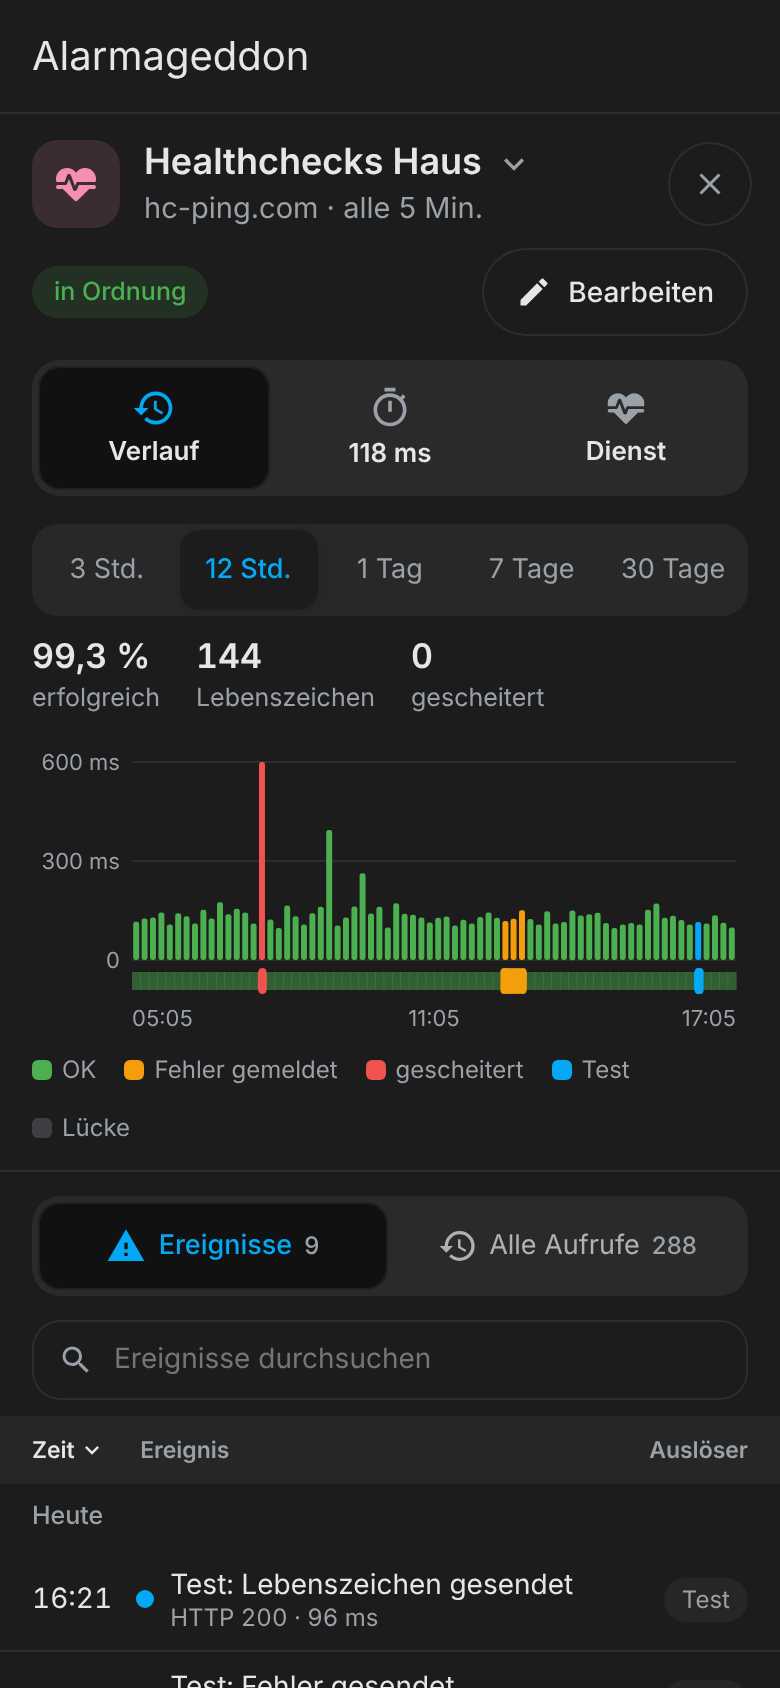 Alarmageddon
Healthchecks Haus
hc-ping.com · alle 5 Min.
in Ordnung
Bearbeiten
Verlauf
118 ms
Dienst
3 Std.
12 Std.
1 Tag
7 Tage
30 Tage
99,3 %
144
0
erfolgreich
Lebenszeichen
gescheitert
600 ms
300 ms
0
05:05
11:05
17:05
OK
Fehler gemeldet
gescheitert
Test
Lücke
Ereignisse 9
Alle Aufrufe 288
Ereignisse durchsuchen
Zeit
Ereignis
Auslöser
Heute
16:21
Test: Lebenszeichen gesendet
HTTP 200 · 96 ms
Test
Test: Fehler gesendet